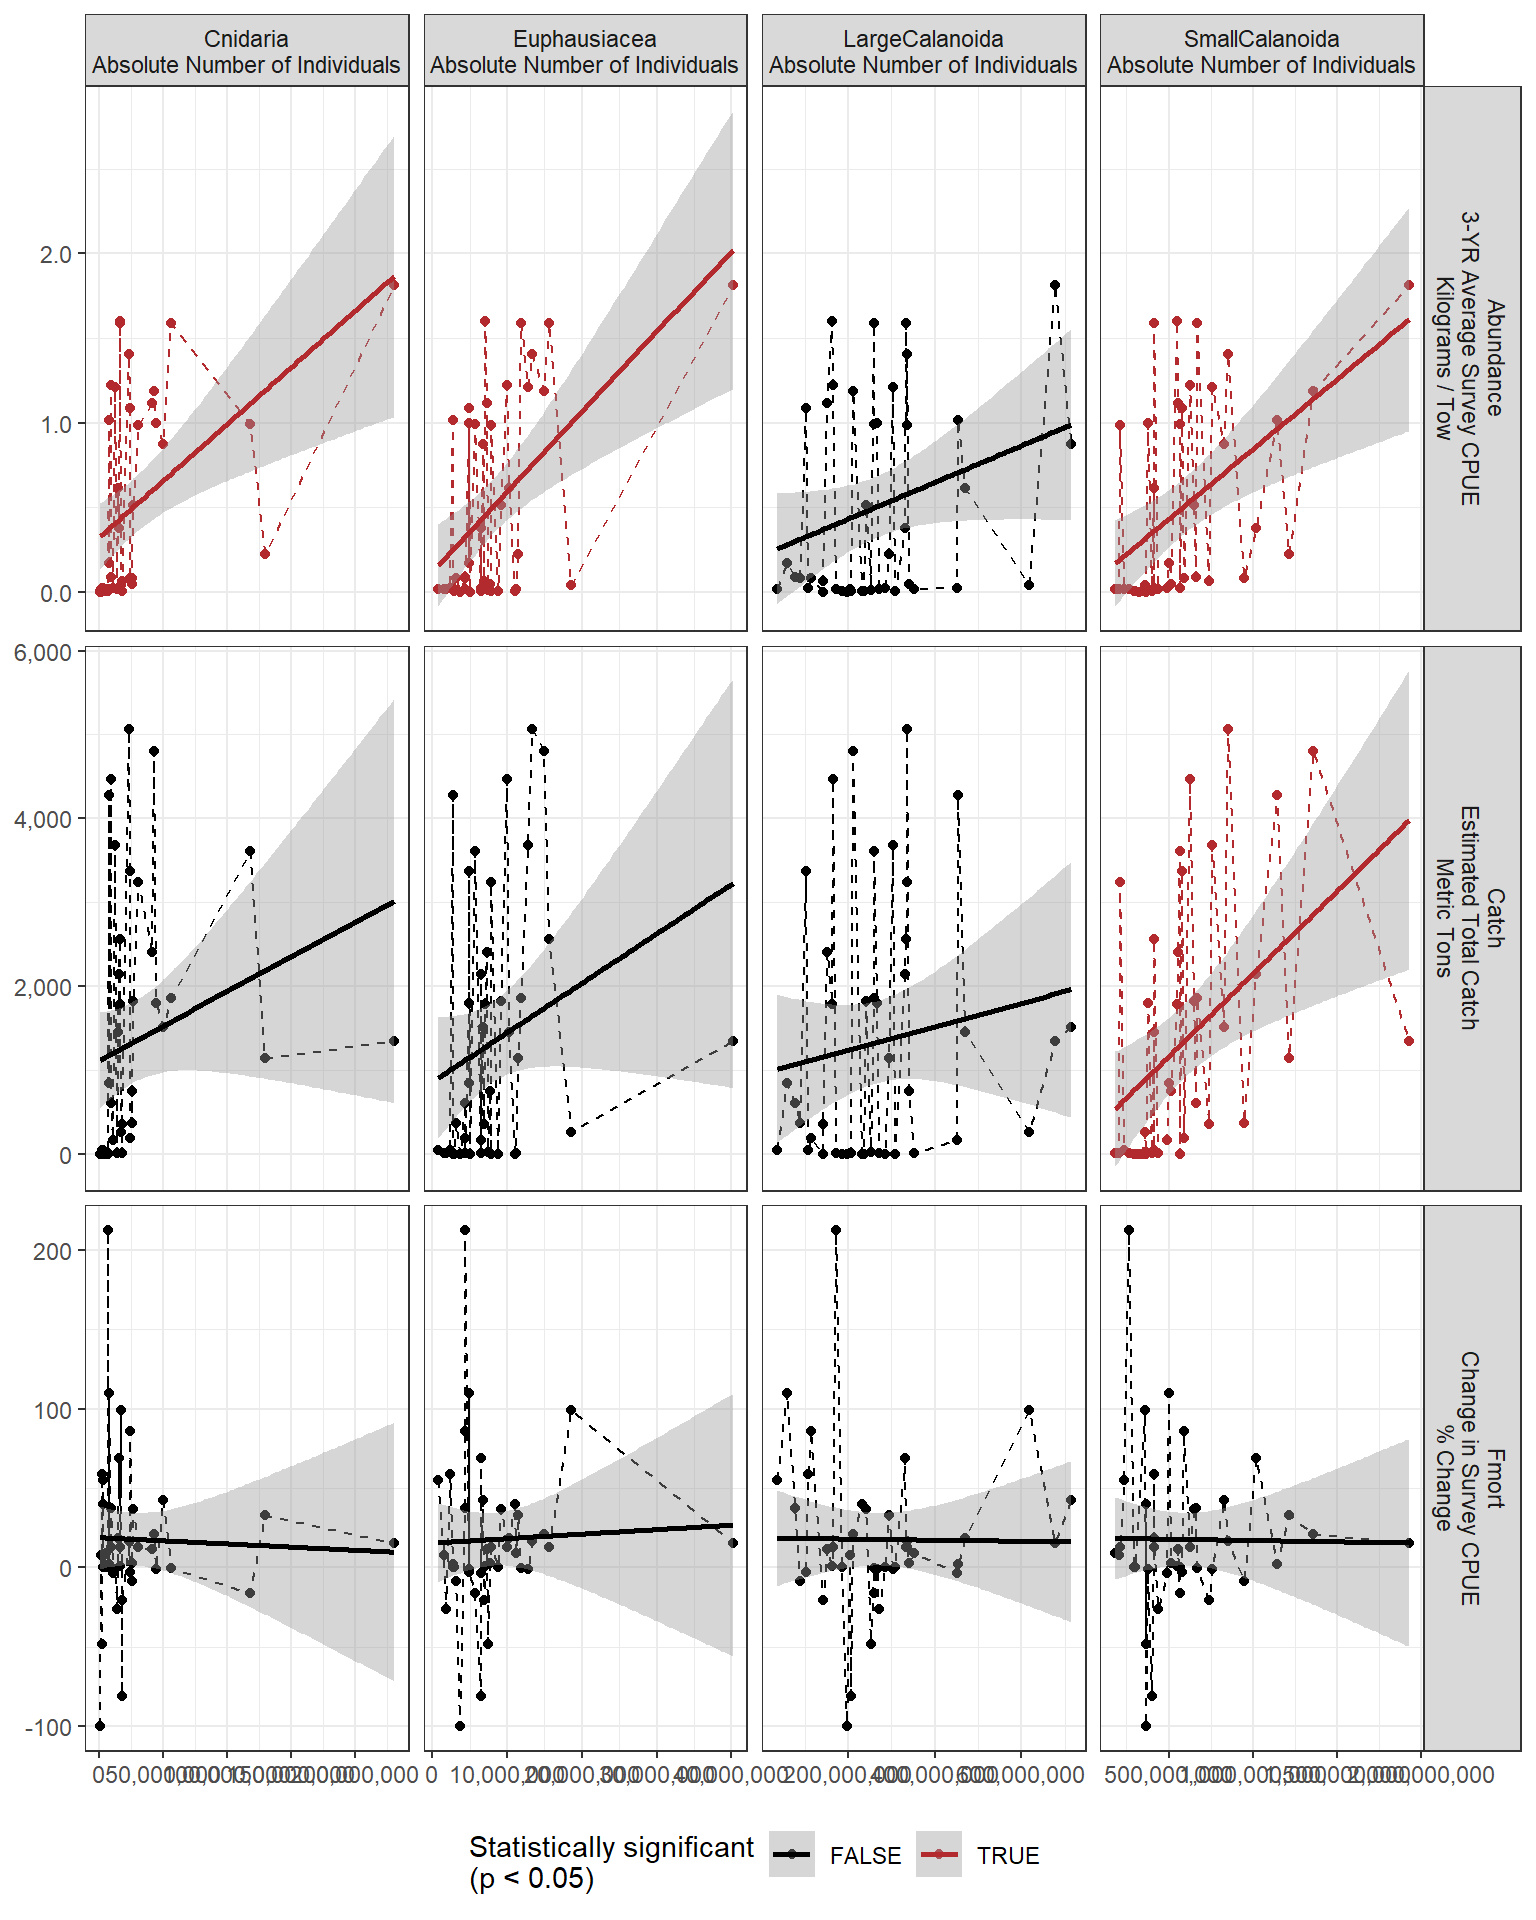 Cnidaria
Absolute Number of Individuals
Euphausiacea
Absolute Number of Individuals
LargeCalanoida
Absolute Number of Individuals
SmallCalanoida
Absolute Number of Individuals
2.0
1.0
0.0
Abundance
3-YR Average Survey CPUE
Kilograms / Tow
6,000
4,000
2,000
0
Catch
Estimated Total Catch
Metric Tons
200
100
0
-100
Fmort
Change in Survey CPUE
% Change
0 50,000,000 100,000,000 150,000,000 200,000,000
0 10,000,000 20,000,000 30,000,000 40,000,000
200,000,000 400,000,000 600,000,000
500,000,000 1,000,000,000 1,500,000,000 2,000,000,000
Statistically significant
(p < 0.05)
FALSE
TRUE